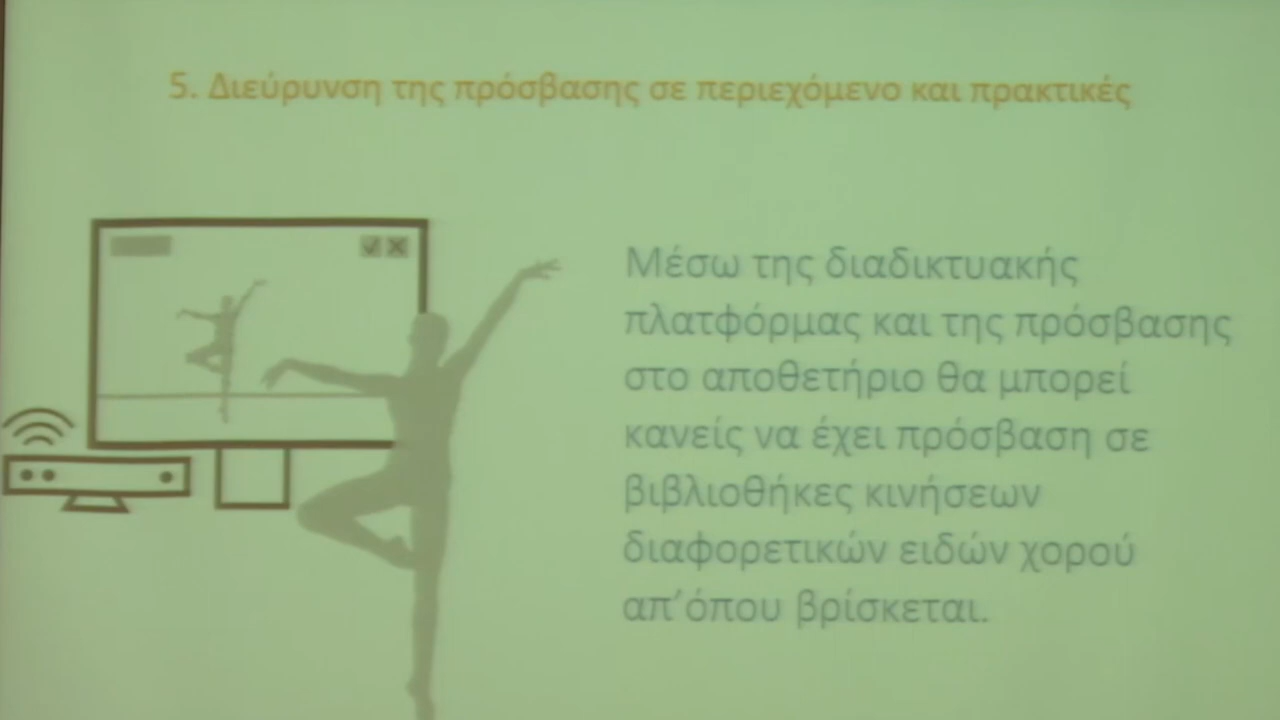 5. Διεύρυνση της πρόσβασης σε περιεχόμενο και πρακτικές
Μέσω της διαδικτυακής
πλατφόρμας και της πρόσβασης
στο αποθετήριο θα μπορεί
κανείς να έχει πρόσβαση σε
βιβλιοθήκες κινήσεων
διαφορετικών ειδών χορού
απ’όπου βρίσκεται.